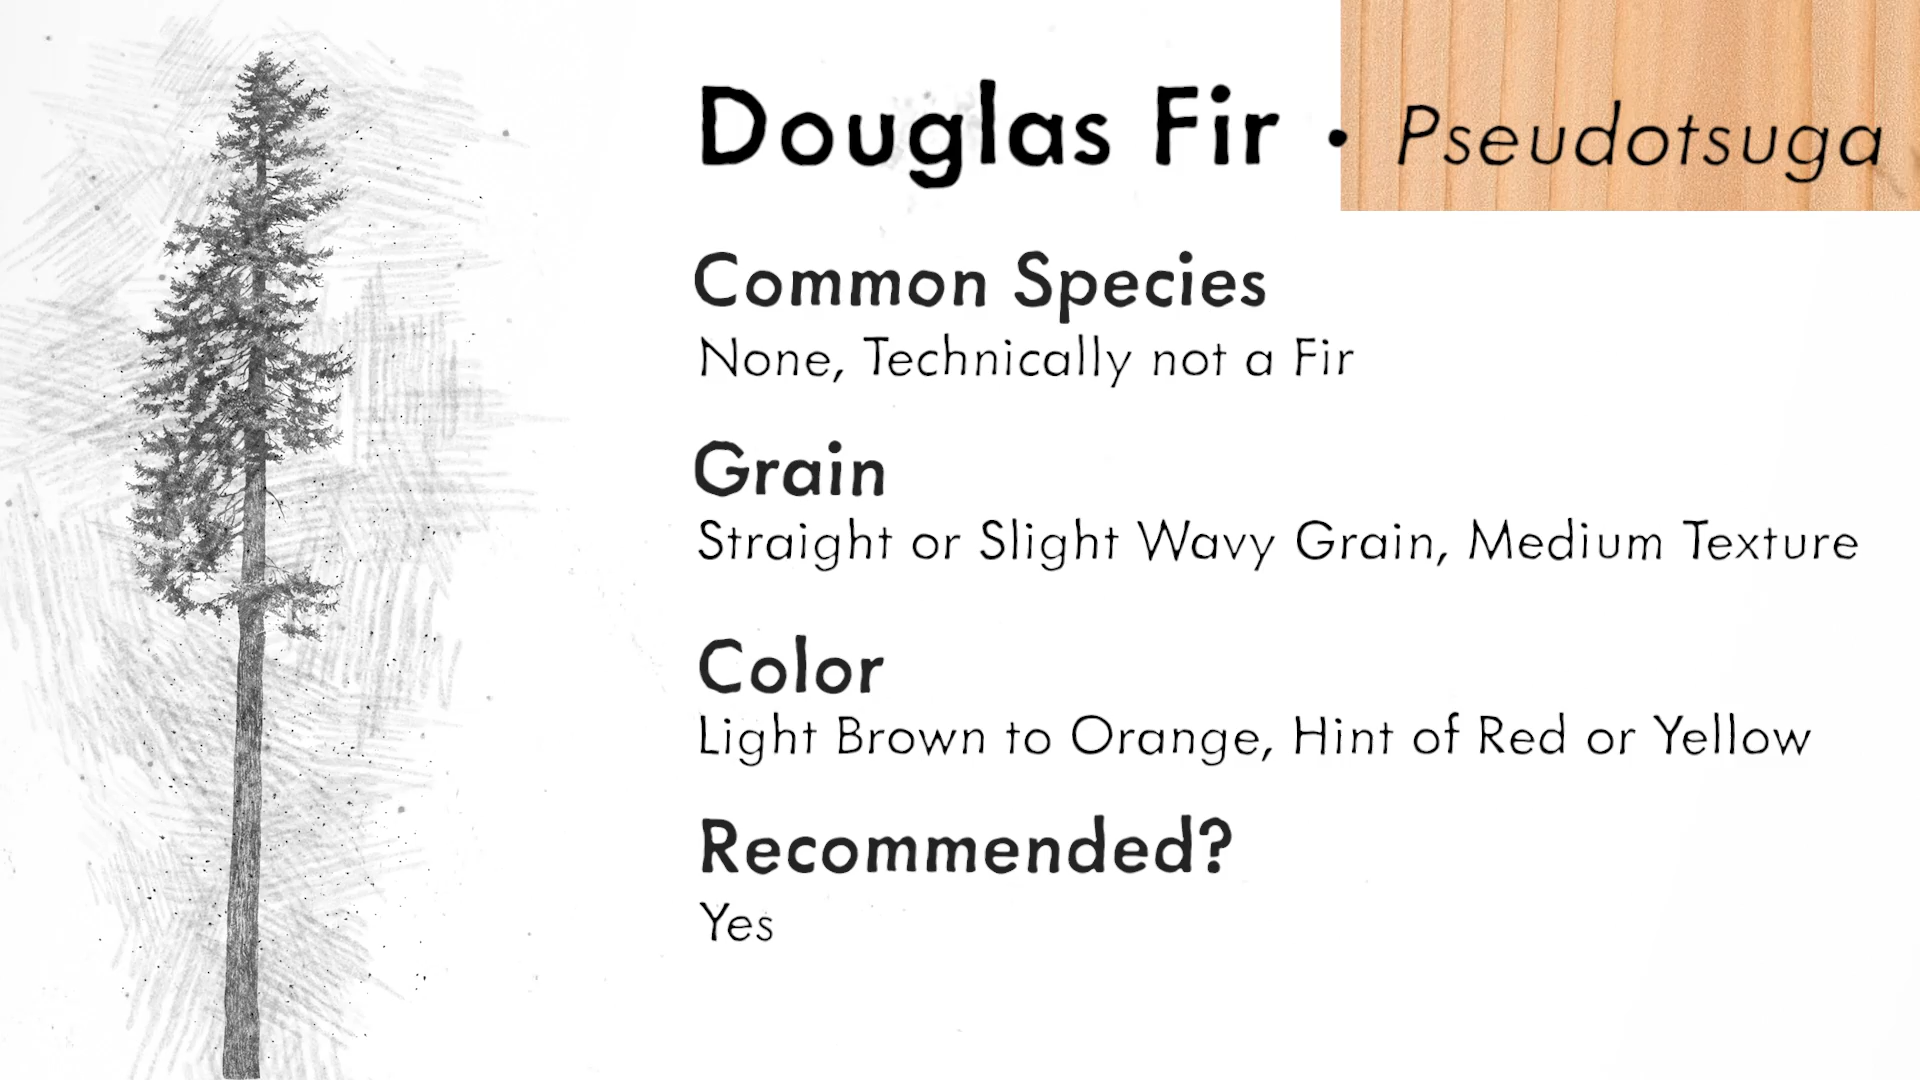 Douglas Fir • Pseudotsuga
Common Species
None, Technically not a Fir
Grain
Straight or Slight Wavy Grain, Medium Texture
Color
Light Brown to Orange, Hint of Red or Yellow
Recommended?
Yes